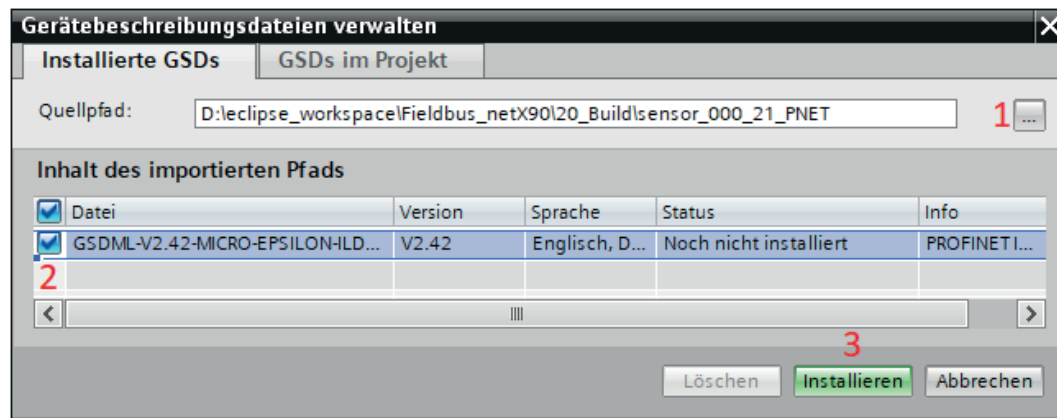 Gerätebeschreibungsdateien verwalten
Installierte GSDs GSDs im Projekt
Quellpfad: D:\eclipse_workspace\Fieldbus_netX90\20_Build\sensor_000_21_PNET 1 ...
Inhalt des importierten Pfads
Datei Version Sprache Status Info
GSDML-V2.42-MICRO-EPSILON-ILD... V2.42 Englisch, D... Noch nicht installiert PROFINET I...
2
3
Löschen Installieren Abbrechen